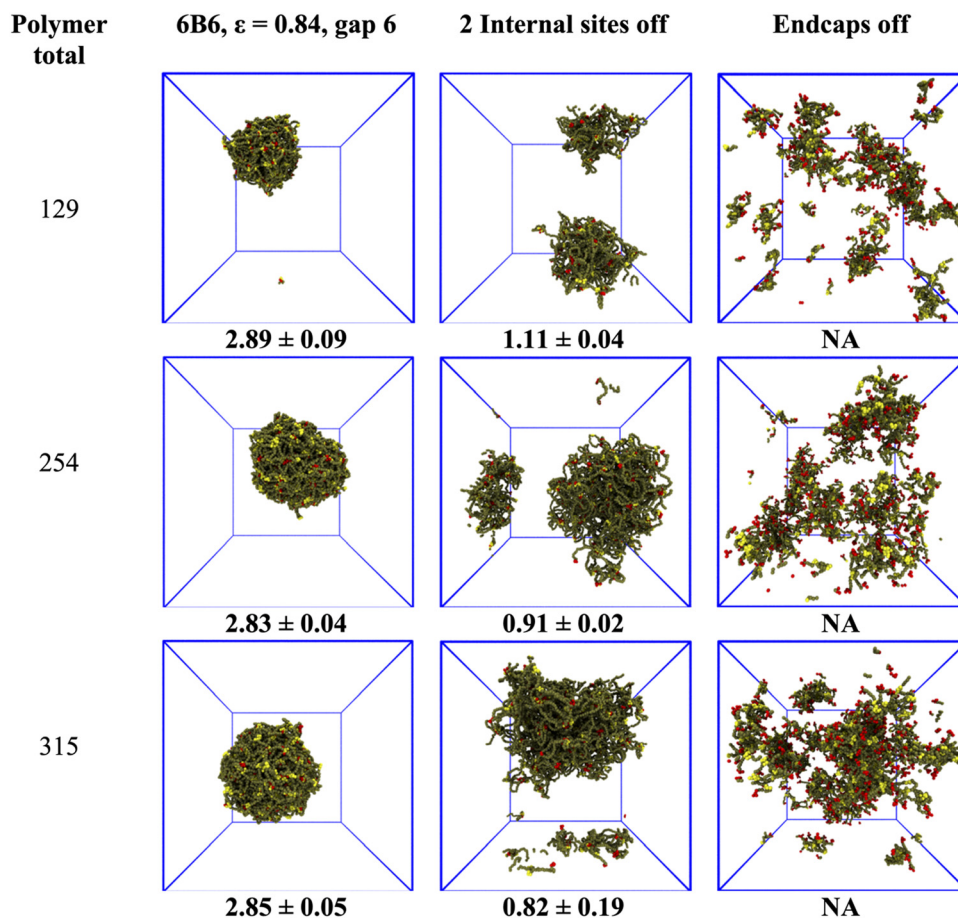 Polymer total 6B6, ε = 0.84, gap 6 2 Internal sites off Endcaps off
129
2.89 ± 0.09 1.11 ± 0.04 NA
254
2.83 ± 0.04 0.91 ± 0.02 NA
315
2.85 ± 0.05 0.82 ± 0.19 NA